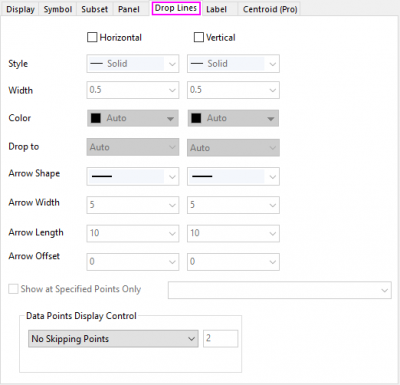 Display Symbol Subset Panel Drop Lines Label Centroid (Pro)
Horizontal Vertical
Style Solid Solid
Width 0.5 0.5
Color Auto Auto
Drop to Auto Auto
Arrow Shape
Arrow Width 5 5
Arrow Length 10 10
Arrow Offset 0 0
Show at Specified Points Only
Data Points Display Control
No Skipping Points 2